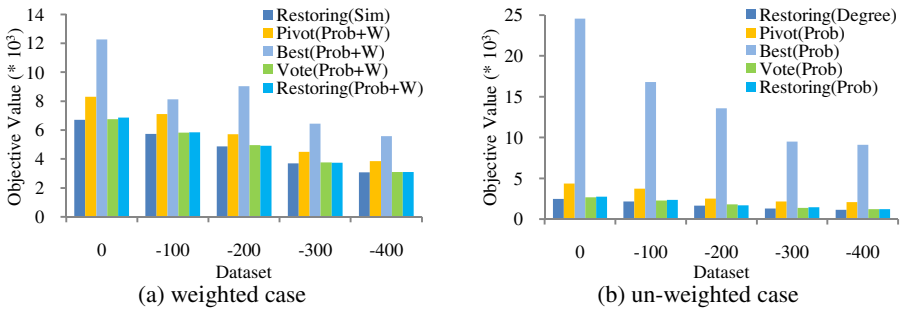 14
12
10
8
6
4
2
0
Objective Value (* 10³)
Restoring(Sim)
Pivot(Prob+W)
Best(Prob+W)
Vote(Prob+W)
Restoring(Prob+W)
0 -100 -200 -300 -400
Dataset
(a) weighted case
25
20
15
10
5
0
Objective Value (* 10³)
Restoring(Degree)
Pivot(Prob)
Best(Prob)
Vote(Prob)
Restoring(Prob)
0 -100 -200 -300 -400
Dataset
(b) un-weighted case